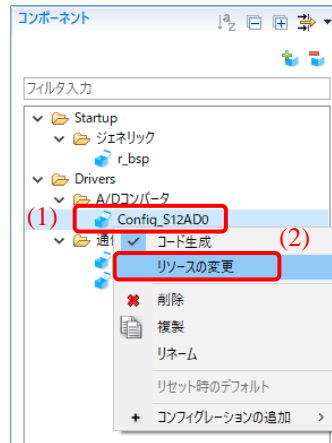 コンポーネント
フィルタ入力
Startup
ジェネリック
r_bsp
Drivers
A/Dコンバータ
(1) Config_S12AD0
通信
コード生成 (2)
リソースの変更
削除
複製
リネーム
リセット時のデフォルト
コンフィグレーションの追加